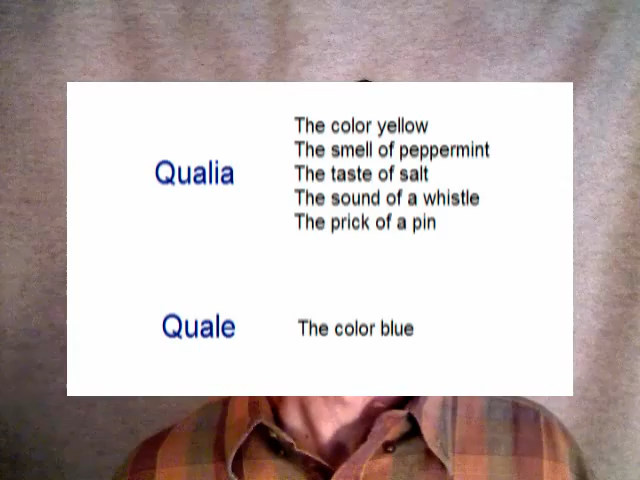 Qualia
The color yellow
The smell of peppermint
The taste of salt
The sound of a whistle
The prick of a pin
Quale
The color blue